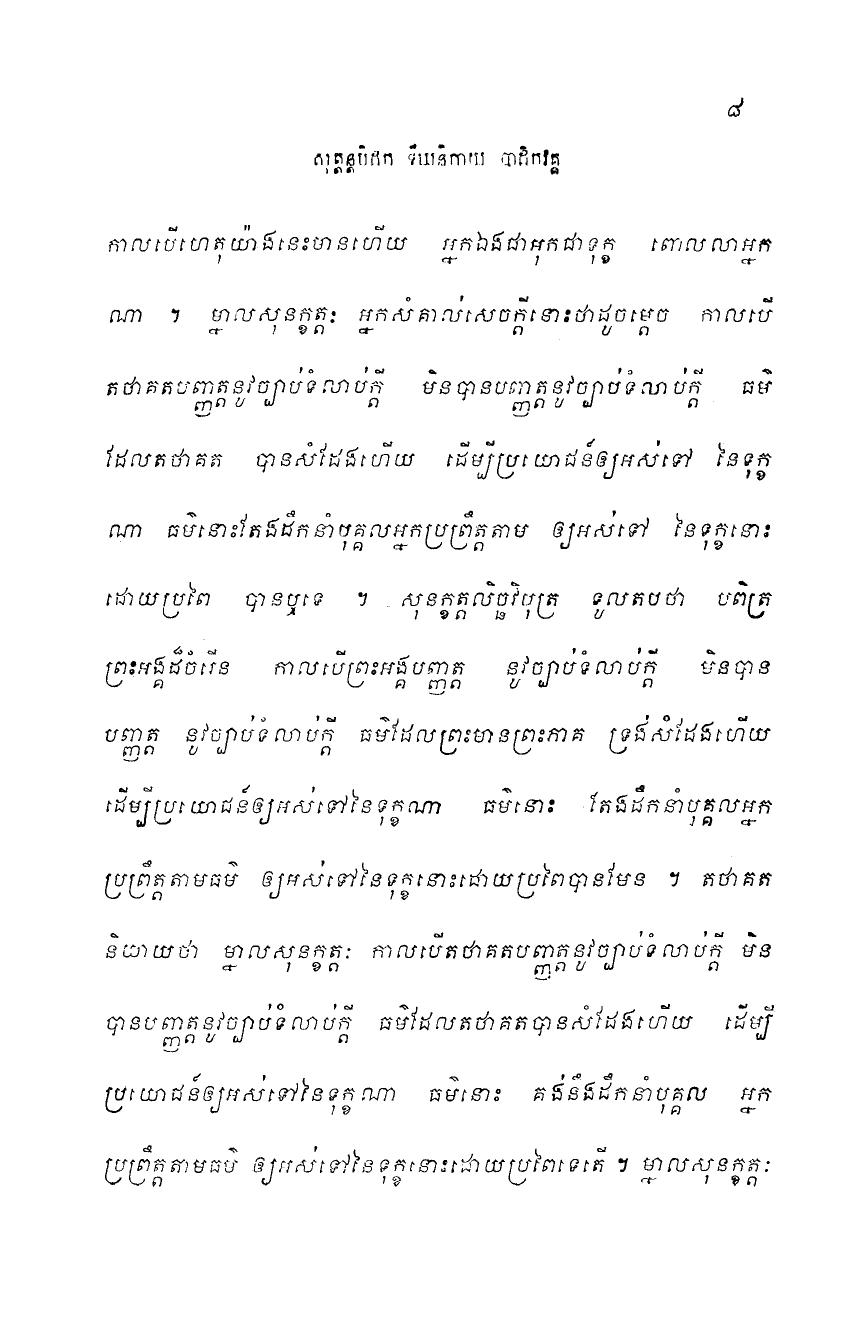 ៨
សុត្តន្តបិដក ទីឃនិកាយ បាដិកវគ្គ
កាលបើហេតុយ៉ាងនេះមានហើយ អ្នកឯងជាអ្នកជាទុក្ខ ពោលលាអ្នក
ណា ។ ម្នាលសុនក្ខត្តៈ អ្នកសំគាល់សេចក្តីនោះថាដូចម្តេច កាលបើ
តថាគតបញ្ញត្តនូវច្បាប់ទំលាប់ក្តី មិនបានបញ្ញត្តនូវច្បាប់ទំលាប់ក្តី ធម៌
ដែលតថាគត បានសំដែងហើយ ដើម្បីប្រយោជន៍ឲ្យអស់ទៅ នៃទុក្ខ
ណា ធម៌នោះតែងដឹកនាំបុគ្គលអ្នកប្រព្រឹត្តតាម ឲ្យអស់ទៅ នៃទុក្ខនោះ
ដោយប្រពៃ បានឬទេ ។ សុនក្ខត្តលិច្ឆវិបុត្រ ទូលតបថា បពិត្រ
ព្រះអង្គដ៏ចំរើន កាលបើព្រះអង្គបញ្ញត្ត នូវច្បាប់ទំលាប់ក្តី មិនបាន
បញ្ញត្ត នូវច្បាប់ទំលាប់ក្តី ធម៌ដែលព្រះមានព្រះភាគ ទ្រង់សំដែងហើយ
ដើម្បីប្រយោជន៍ឲ្យអស់ទៅនៃទុក្ខណា ធម៌នោះ តែងដឹកនាំបុគ្គលអ្នក
ប្រព្រឹត្តតាមធម៌ ឲ្យអស់ទៅនៃទុក្ខនោះដោយប្រពៃបានមែន ។ តថាគត
និយាយថា ម្នាលសុនក្ខត្តៈ កាលបើតថាគតបញ្ញត្តនូវច្បាប់ទំលាប់ក្តី មិន
បានបញ្ញត្តនូវច្បាប់ទំលាប់ក្តី ធម៌ដែលតថាគតបានសំដែងហើយ ដើម្បី
ប្រយោជន៍ឲ្យអស់ទៅនៃទុក្ខណា ធម៌នោះ គង់នឹងដឹកនាំបុគ្គល អ្នក
ប្រព្រឹត្តតាមធម៌ ឲ្យអស់ទៅនៃទុក្ខនោះដោយប្រពៃទេតើ ។ ម្នាលសុនក្ខត្តៈ